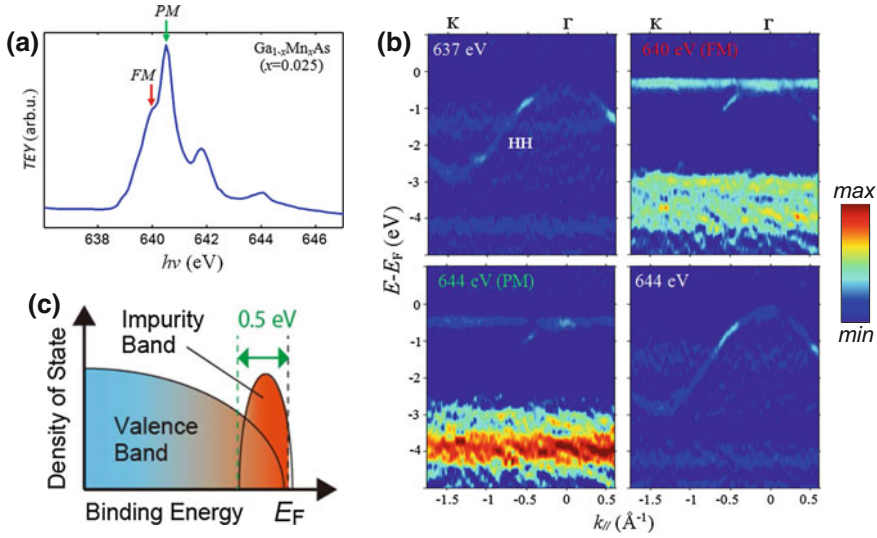 (a)
PM
FM
Ga1-xMnxAs
(x=0.025)
TEY (arb.u.)
638 640 642 644 646
hν (eV)
(b)
K Γ K Γ
637 eV
640 eV (FM)
HH
0
-1
-2
-3
-4
E-EF (eV)
max
min
644 eV (PM)
644 eV
0
-1
-2
-3
-4
-1.5 -1 -0.5 0 0.5 -1.5 -1 -0.5 0 0.5
k// (Å-1)
(c)
Impurity
Band
0.5 eV
Valence
Band
Density of State
Binding Energy EF